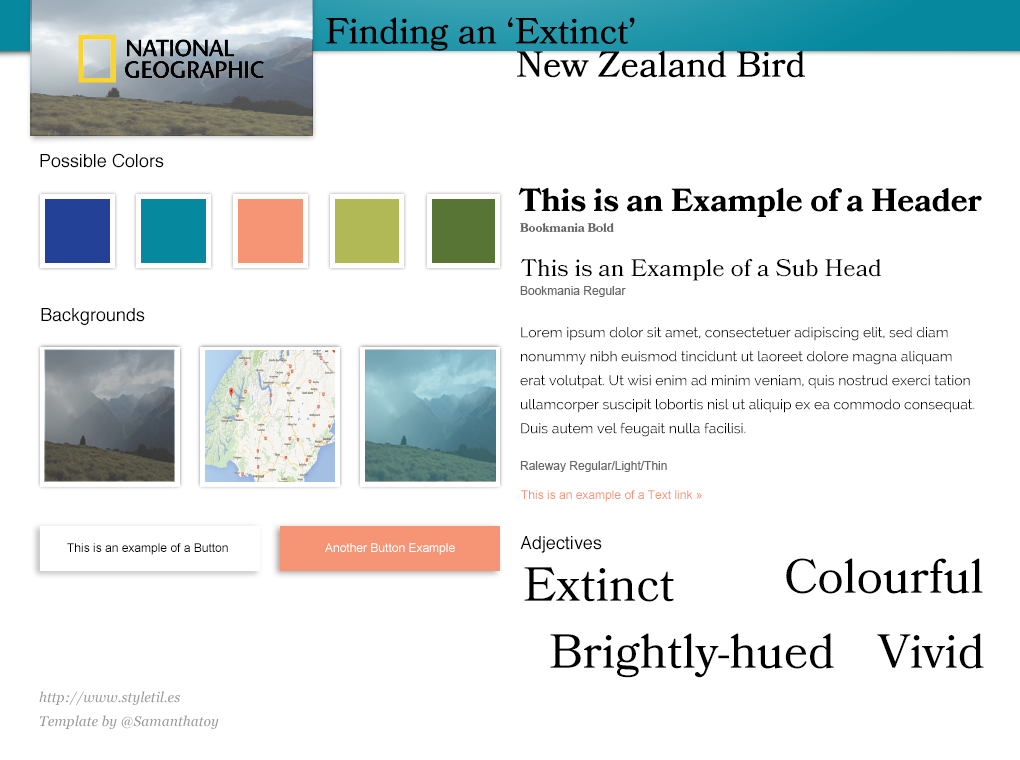 NATIONAL
GEOGRAPHIC
Finding an ‘Extinct’
New Zealand Bird
Possible Colors
Backgrounds
This is an example of a Button
Another Button Example
This is an Example of a Header
Bookmania Bold
This is an Example of a Sub Head
Bookmania Regular
Lorem ipsum dolor sit amet, consectetuer adipiscing elit, sed diam
nonummy nibh euismod tincidunt ut laoreet dolore magna aliquam
erat volutpat. Ut wisi enim ad minim veniam, quis nostrud exerci tation
ullamcorper suscipit lobortis nisl ut aliquip ex ea commodo consequat.
Duis autem vel feugait nulla facilisi.
Raleway Regular/Light/Thin
This is an example of a Text link »
Adjectives
Extinct
Colourful
Brightly-hued
Vivid
http://www.styletil.es
Template by @Samanthatoy